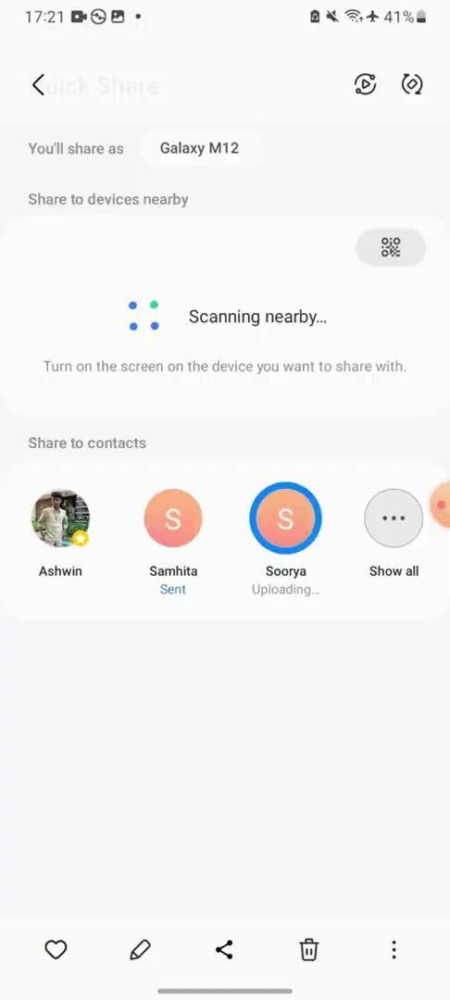 17:21 41%
Quick Share
You'll share as Galaxy M12
Share to devices nearby
Scanning nearby...
Turn on the screen on the device you want to share with.
Share to contacts
S S
Ashwin Samhita Soorya Show all
Sent Uploading...